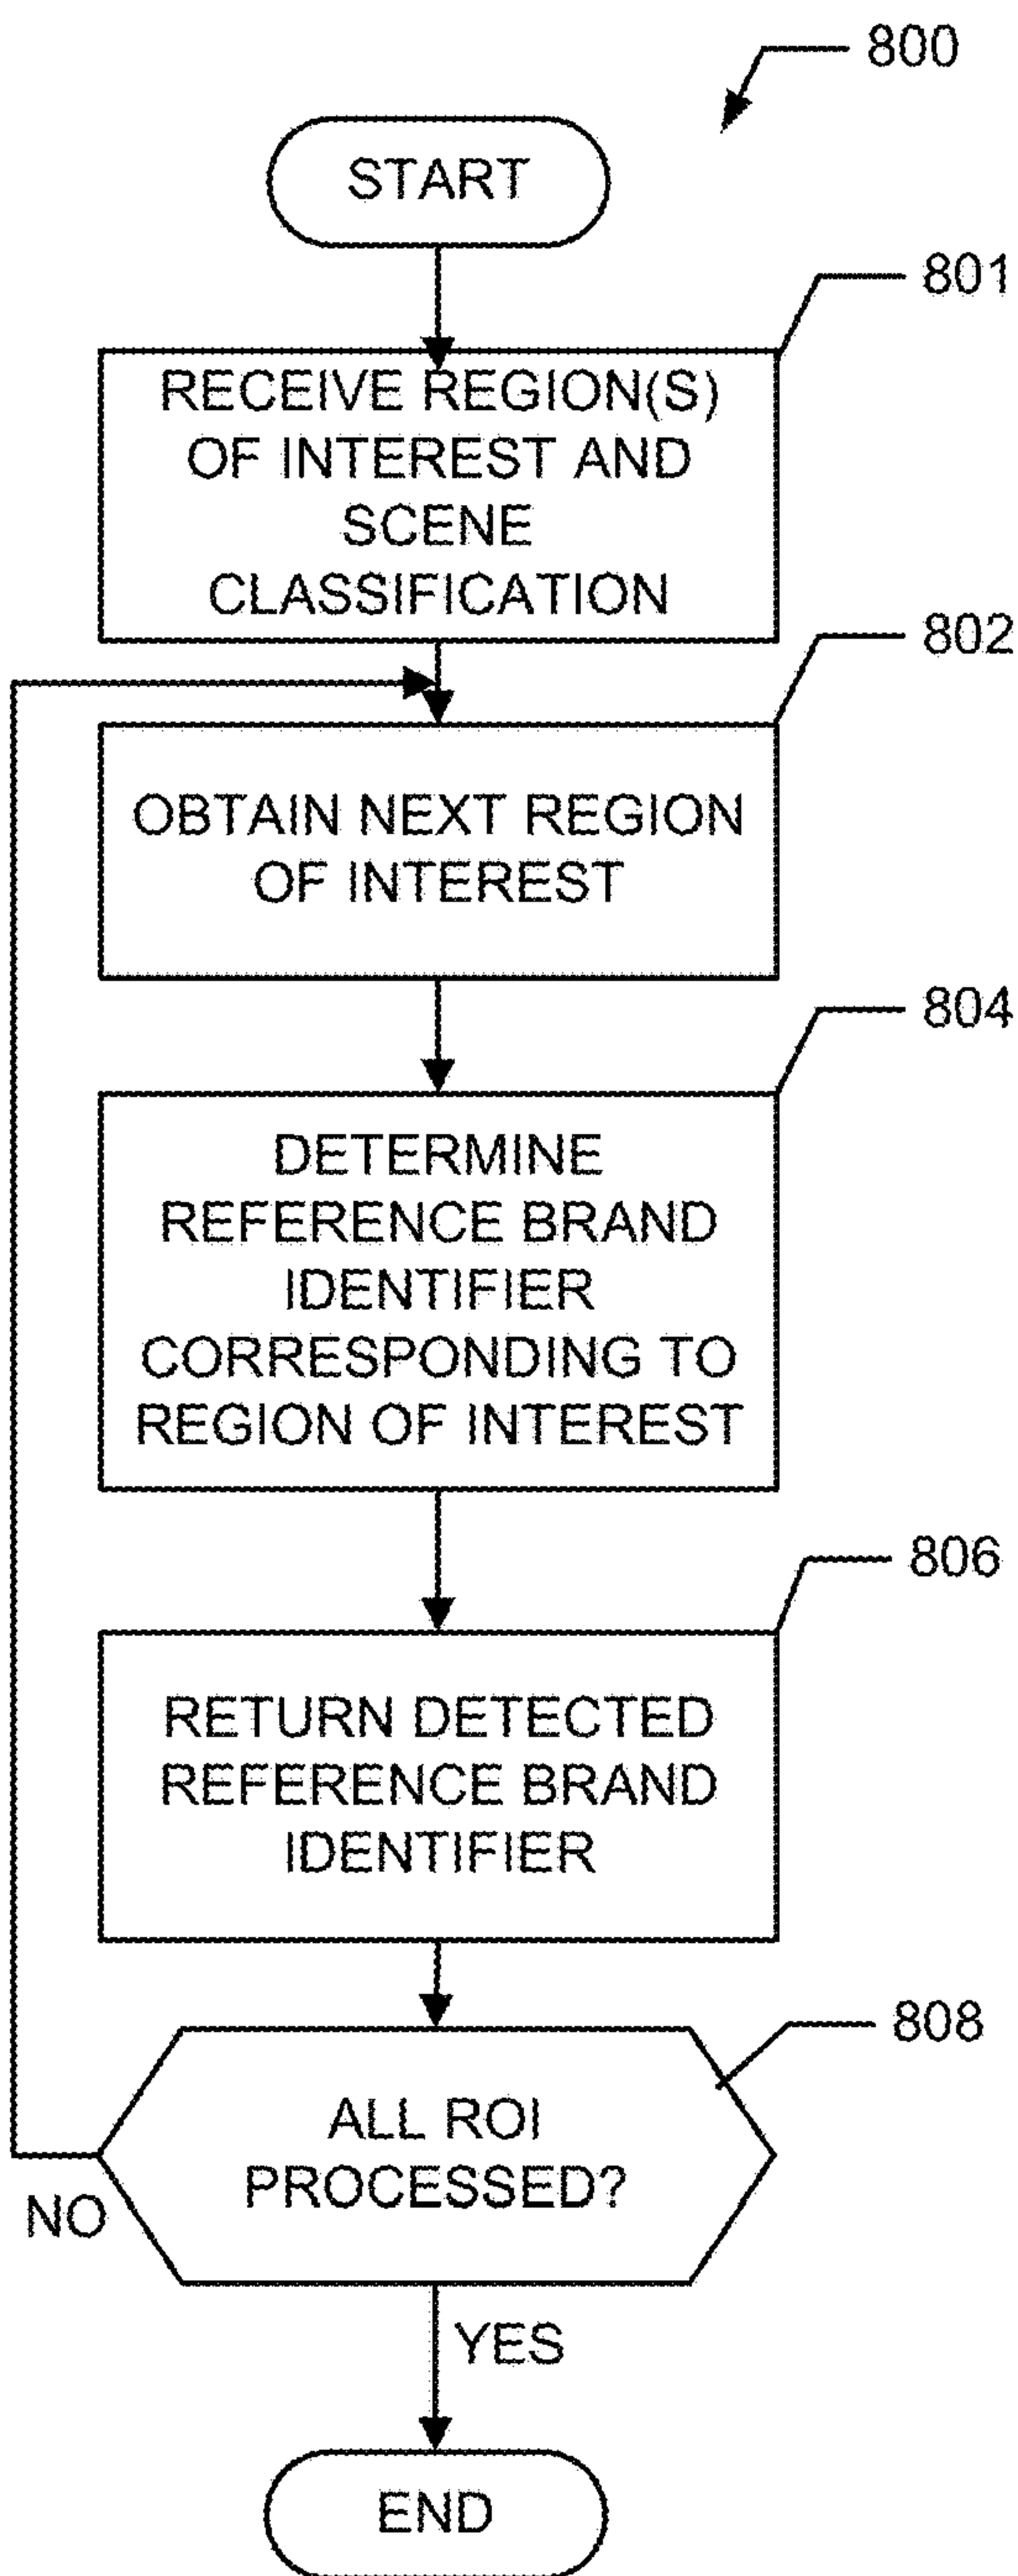 800
START
801
RECEIVE REGION(S)
OF INTEREST AND
SCENE
CLASSIFICATION
802
OBTAIN NEXT REGION
OF INTEREST
804
DETERMINE
REFERENCE BRAND
IDENTIFIER
CORRESPONDING TO
REGION OF INTEREST
806
RETURN DETECTED
REFERENCE BRAND
IDENTIFIER
808
ALL ROI
PROCESSED?
NO
YES
END